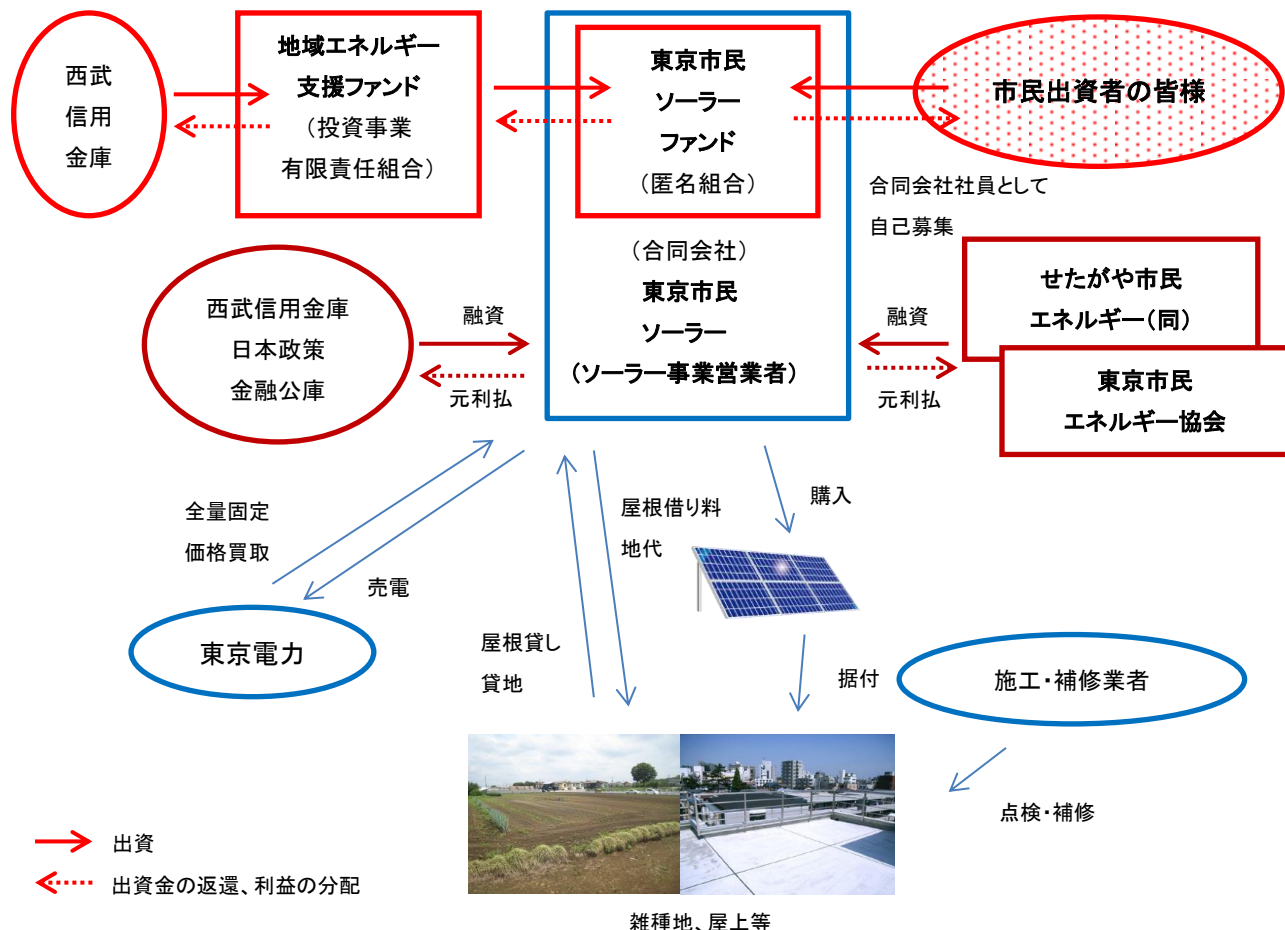 西武
信用
金庫
地域エネルギー
支援ファンド
（投資事業
有限責任組合）
東京市民
ソーラー
ファンド
（匿名組合）
市民出資者の皆様
合同会社社員として
自己募集
（合同会社）
東京市民
ソーラー
（ソーラー事業営業者）
西武信用金庫
日本政策
金融公庫
融資
元利払
融資
元利払
せたがや市民
エネルギー（同）
東京市民
エネルギー協会
全量固定
価格買取
売電
東京電力
屋根借り料
地代
屋根貸し
貸地
購入
据付
施工・補修業者
点検・補修
出資
出資金の返還、利益の分配
雑種地、屋上等